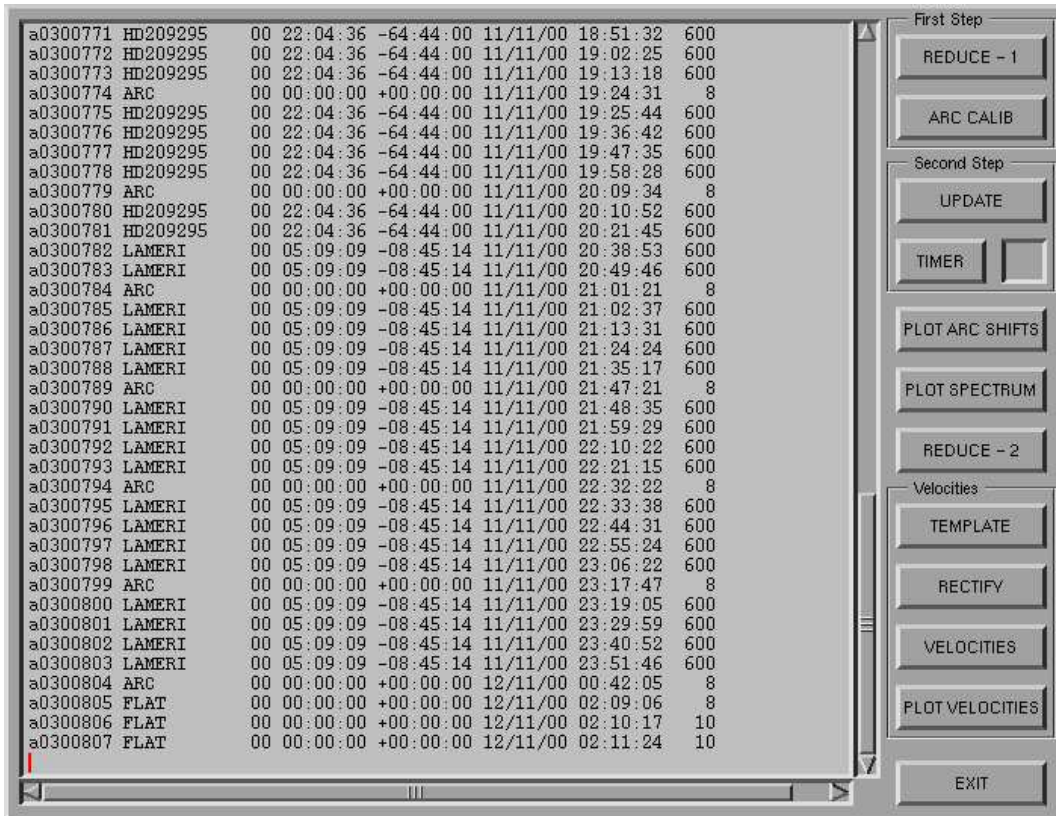 a0300771 HD209295 00 22:04:36 -64:44:00 11/11/00 18:51:32 600
a0300772 HD209295 00 22:04:36 -64:44:00 11/11/00 19:02:25 600
a0300773 HD209295 00 22:04:36 -64:44:00 11/11/00 19:13:18 600
a0300774 ARC 00 00:00:00 +00:00:00 11/11/00 19:24:31 8
a0300775 HD209295 00 22:04:36 -64:44:00 11/11/00 19:25:44 600
a0300776 HD209295 00 22:04:36 -64:44:00 11/11/00 19:36:42 600
a0300777 HD209295 00 22:04:36 -64:44:00 11/11/00 19:47:35 600
a0300778 HD209295 00 22:04:36 -64:44:00 11/11/00 19:58:28 600
a0300779 ARC 00 00:00:00 +00:00:00 11/11/00 20:09:34 8
a0300780 HD209295 00 22:04:36 -64:44:00 11/11/00 20:10:52 600
a0300781 HD209295 00 22:04:36 -64:44:00 11/11/00 20:21:45 600
a0300782 LAMERI 00 05:09:09 -08:45:14 11/11/00 20:38:53 600
a0300783 LAMERI 00 05:09:09 -08:45:14 11/11/00 20:49:46 600
a0300784 ARC 00 00:00:00 +00:00:00 11/11/00 21:01:21 8
a0300785 LAMERI 00 05:09:09 -08:45:14 11/11/00 21:02:37 600
a0300786 LAMERI 00 05:09:09 -08:45:14 11/11/00 21:13:31 600
a0300787 LAMERI 00 05:09:09 -08:45:14 11/11/00 21:24:24 600
a0300788 LAMERI 00 05:09:09 -08:45:14 11/11/00 21:35:17 600
a0300789 ARC 00 00:00:00 +00:00:00 11/11/00 21:47:21 8
a0300790 LAMERI 00 05:09:09 -08:45:14 11/11/00 21:48:35 600
a0300791 LAMERI 00 05:09:09 -08:45:14 11/11/00 21:59:29 600
a0300792 LAMERI 00 05:09:09 -08:45:14 11/11/00 22:10:22 600
a0300793 LAMERI 00 05:09:09 -08:45:14 11/11/00 22:21:15 600
a0300794 ARC 00 00:00:00 +00:00:00 11/11/00 22:32:22 8
a0300795 LAMERI 00 05:09:09 -08:45:14 11/11/00 22:33:38 600
a0300796 LAMERI 00 05:09:09 -08:45:14 11/11/00 22:44:31 600
a0300797 LAMERI 00 05:09:09 -08:45:14 11/11/00 22:55:24 600
a0300798 LAMERI 00 05:09:09 -08:45:14 11/11/00 23:06:22 600
a0300799 ARC 00 00:00:00 +00:00:00 11/11/00 23:17:47 8
a0300800 LAMERI 00 05:09:09 -08:45:14 11/11/00 23:19:05 600
a0300801 LAMERI 00 05:09:09 -08:45:14 11/11/00 23:29:59 600
a0300802 LAMERI 00 05:09:09 -08:45:14 11/11/00 23:40:52 600
a0300803 LAMERI 00 05:09:09 -08:45:14 11/11/00 23:51:46 600
a0300804 ARC 00 00:00:00 +00:00:00 12/11/00 00:42:05 8
a0300805 FLAT 00 00:00:00 +00:00:00 12/11/00 02:09:06 8
a0300806 FLAT 00 00:00:00 +00:00:00 12/11/00 02:10:17 10
a0300807 FLAT 00 00:00:00 +00:00:00 12/11/00 02:11:24 10
First Step
REDUCE - 1
ARC CALIB
Second Step
UPDATE
TIMER
PLOT ARC SHIFTS
PLOT SPECTRUM
REDUCE - 2
Velocities
TEMPLATE
RECTIFY
VELOCITIES
PLOT VELOCITIES
EXIT